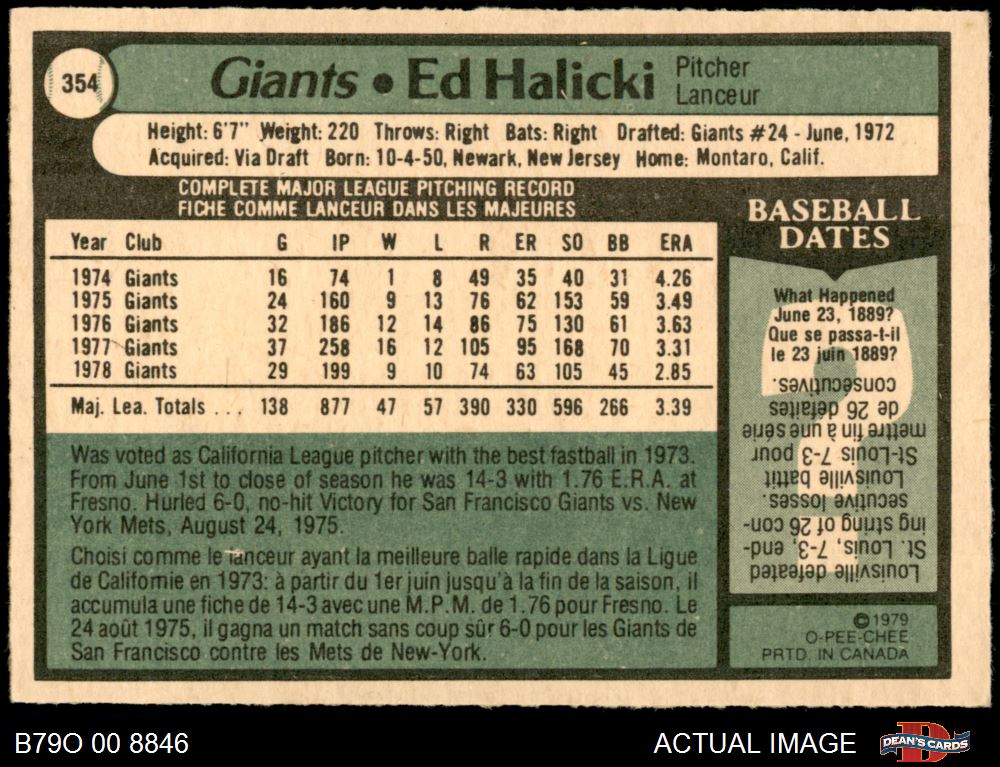 354
Giants • Ed Halicki Pitcher
Lanceur
Height: 6'7" Weight: 220 Throws: Right Bats: Right Drafted: Giants #24 - June, 1972
Acquired: Via Draft Born: 10-4-50, Newark, New Jersey Home: Montaro, Calif.
COMPLETE MAJOR LEAGUE PITCHING RECORD
FICHE COMME LANCEUR DANS LES MAJEURES
Year Club G IP W L R ER SO BB ERA
1974 Giants 16 74 1 8 49 35 40 31 4.26
1975 Giants 24 160 9 13 76 62 153 59 3.49
1976 Giants 32 186 12 14 86 75 130 61 3.63
1977 Giants 37 258 16 12 105 95 168 70 3.31
1978 Giants 29 199 9 10 74 63 105 45 2.85
Maj. Lea. Totals ... 138 877 47 57 390 330 596 266 3.39
Was voted as California League pitcher with the best fastball in 1973.
From June 1st to close of season he was 14-3 with 1.76 E.R.A. at
Fresno. Hurled 6-0, no-hit Victory for San Francisco Giants vs. New
York Mets, August 24, 1975.
Choisi comme le lanceur ayant la meilleure balle rapide dans la Ligue
de Californie en 1973: à partir du 1er juin jusqu'à la fin de la saison, il
accumula une fiche de 14-3 avec une M.P.M. de 1.76 pour Fresno. Le
24 août 1975, il gagna un match sans coup sûr 6-0 pour les Giants de
San Francisco contre les Mets de New-York.
BASEBALL
DATES
What Happened
June 23, 1889?
Que se passa-t-il
le 23 juin 1889?
Louisville defeated
St. Louis, 7-3, end-
ing string of 26 con-
secutive losses.
Louisville battit
St-Louis 7-3 pour
mettre fin à une série
de 26 défaites
consécutives.
©1979
O-PEE-CHEE
PRTD. IN CANADA
B79O 00 8846
ACTUAL IMAGE
DEAN'S CARDS